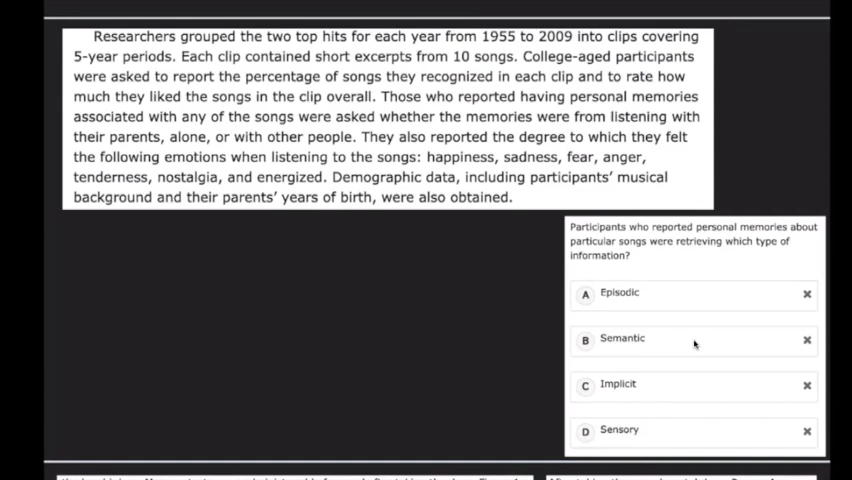 Researchers grouped the two top hits for each year from 1955 to 2009 into clips covering
5-year periods. Each clip contained short excerpts from 10 songs. College-aged participants
were asked to report the percentage of songs they recognized in each clip and to rate how
much they liked the songs in the clip overall. Those who reported having personal memories
associated with any of the songs were asked whether the memories were from listening with
their parents, alone, or with other people. They also reported the degree to which they felt
the following emotions when listening to the songs: happiness, sadness, fear, anger,
tenderness, nostalgia, and energized. Demographic data, including participants' musical
background and their parents' years of birth, were also obtained.
Participants who reported personal memories about
particular songs were retrieving which type of
information?
A Episodic
B Semantic
C Implicit
D Sensory